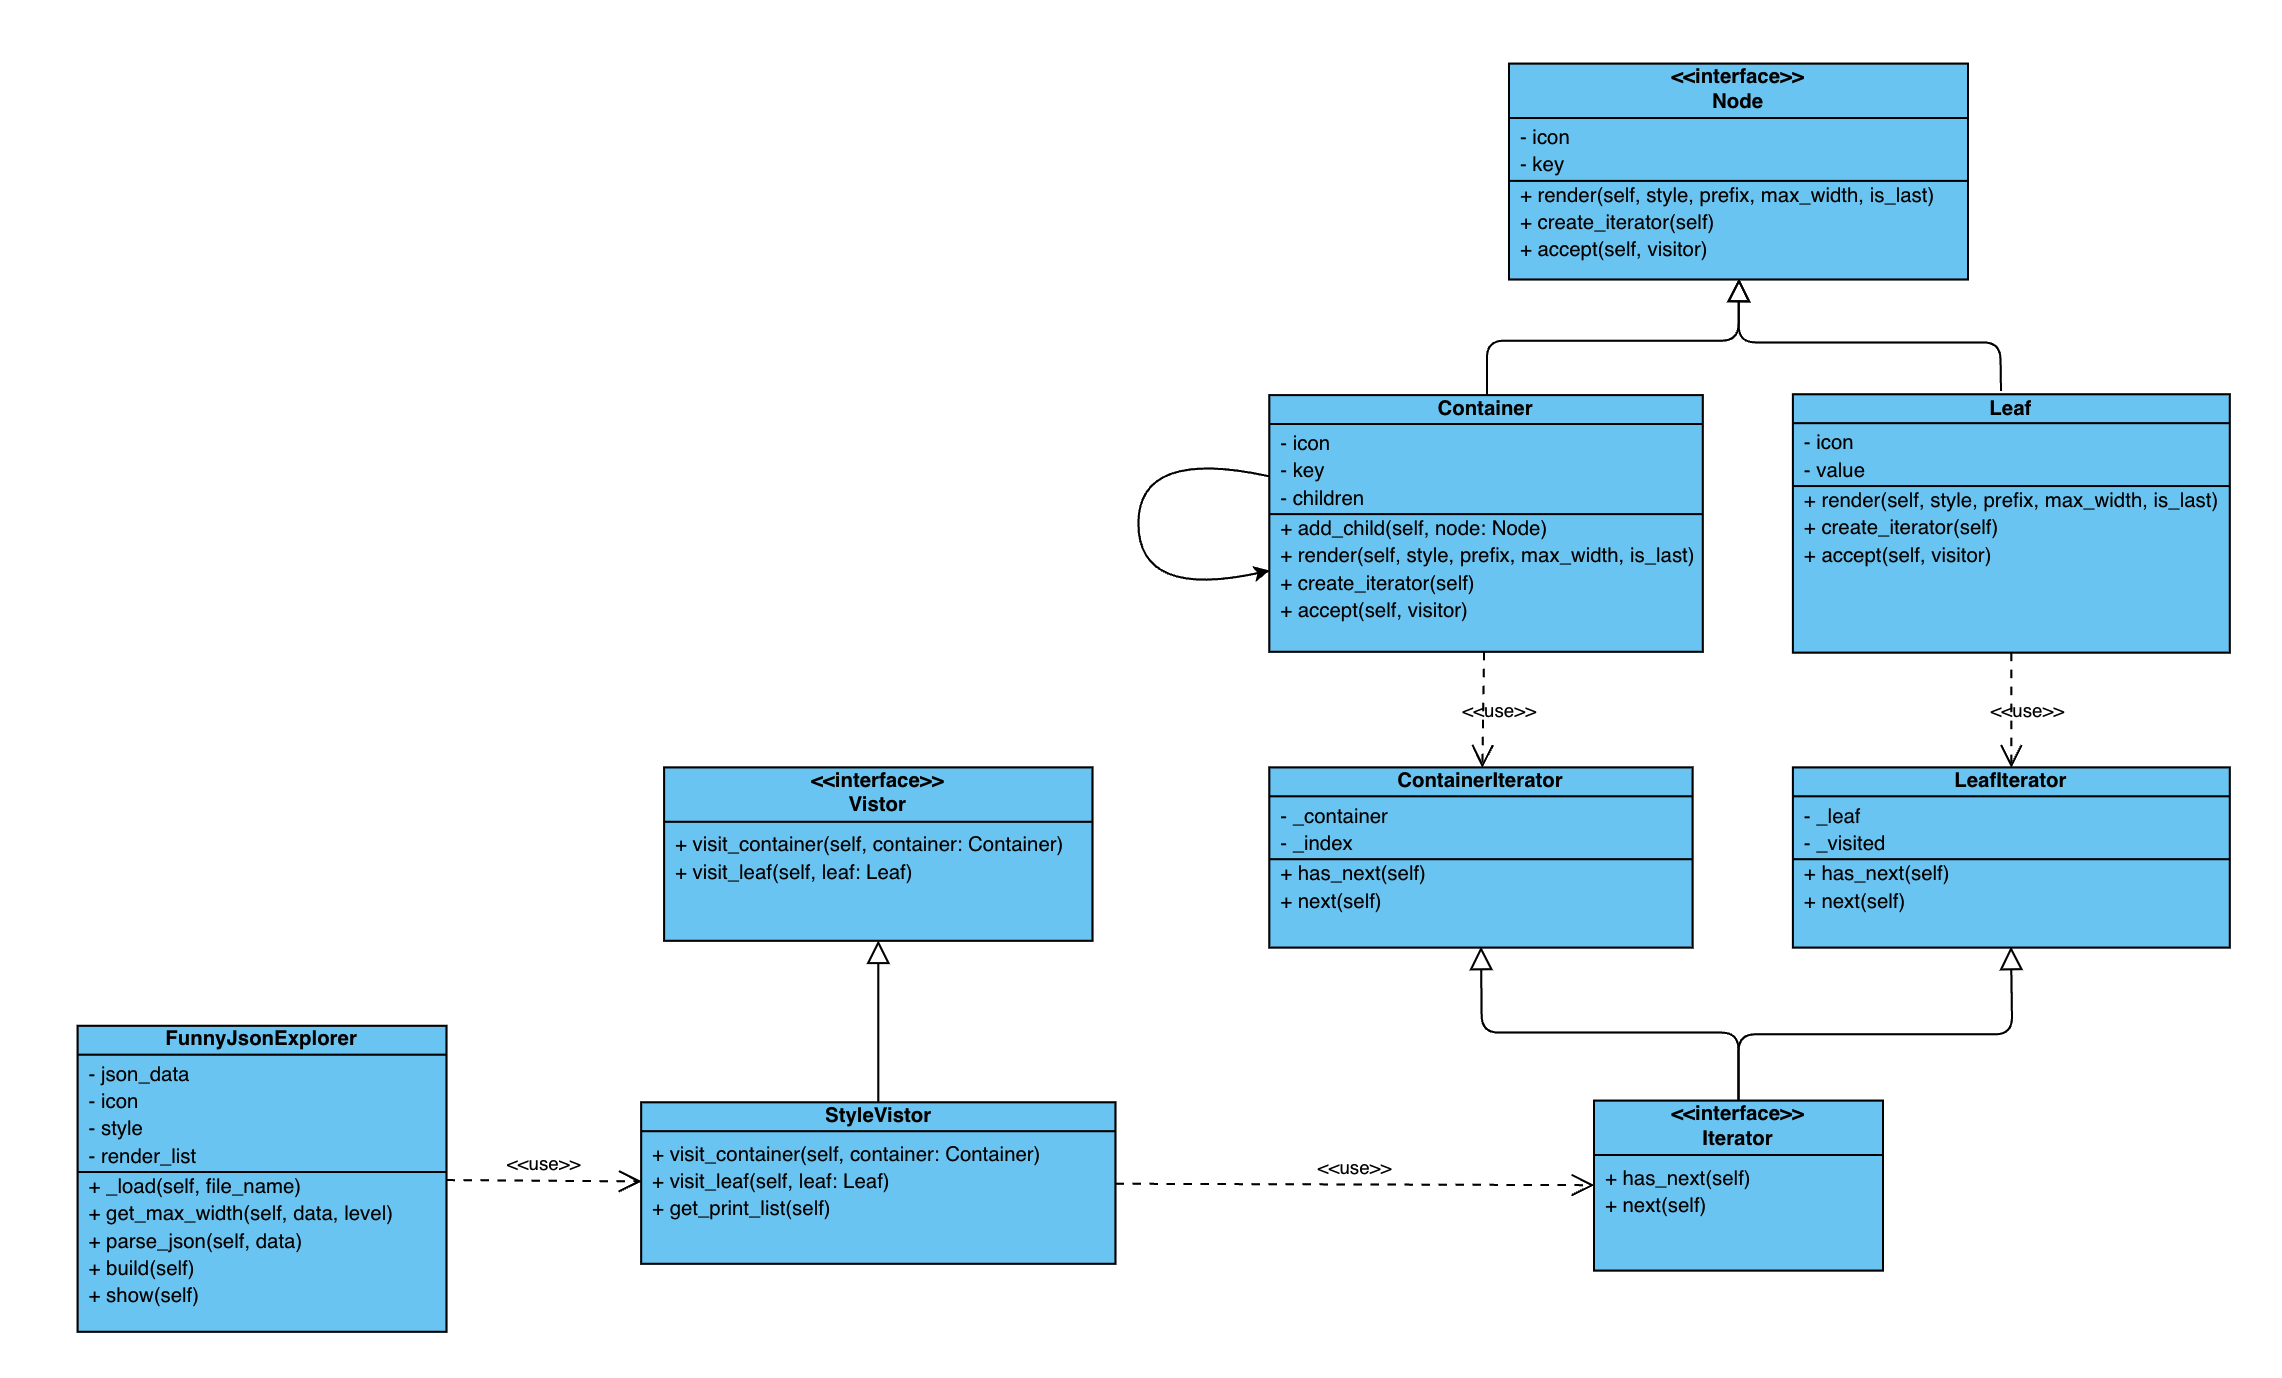 <<interface>>
Node
- icon
- key
+ render(self, style, prefix, max_width, is_last)
+ create_iterator(self)
+ accept(self, visitor)
Container
- icon
- key
- children
+ add_child(self, node: Node)
+ render(self, style, prefix, max_width, is_last)
+ create_iterator(self)
+ accept(self, visitor)
Leaf
- icon
- value
+ render(self, style, prefix, max_width, is_last)
+ create_iterator(self)
+ accept(self, visitor)
<<use>>
<<use>>
<<interface>>
Vistor
+ visit_container(self, container: Container)
+ visit_leaf(self, leaf: Leaf)
ContainerIterator
- _container
- _index
+ has_next(self)
+ next(self)
LeafIterator
- _leaf
- _visited
+ has_next(self)
+ next(self)
FunnyJsonExplorer
- json_data
- icon
- style
- render_list
+ _load(self, file_name)
+ get_max_width(self, data, level)
+ parse_json(self, data)
+ build(self)
+ show(self)
<<use>>
StyleVistor
+ visit_container(self, container: Container)
+ visit_leaf(self, leaf: Leaf)
+ get_print_list(self)
<<use>>
<<interface>>
Iterator
+ has_next(self)
+ next(self)